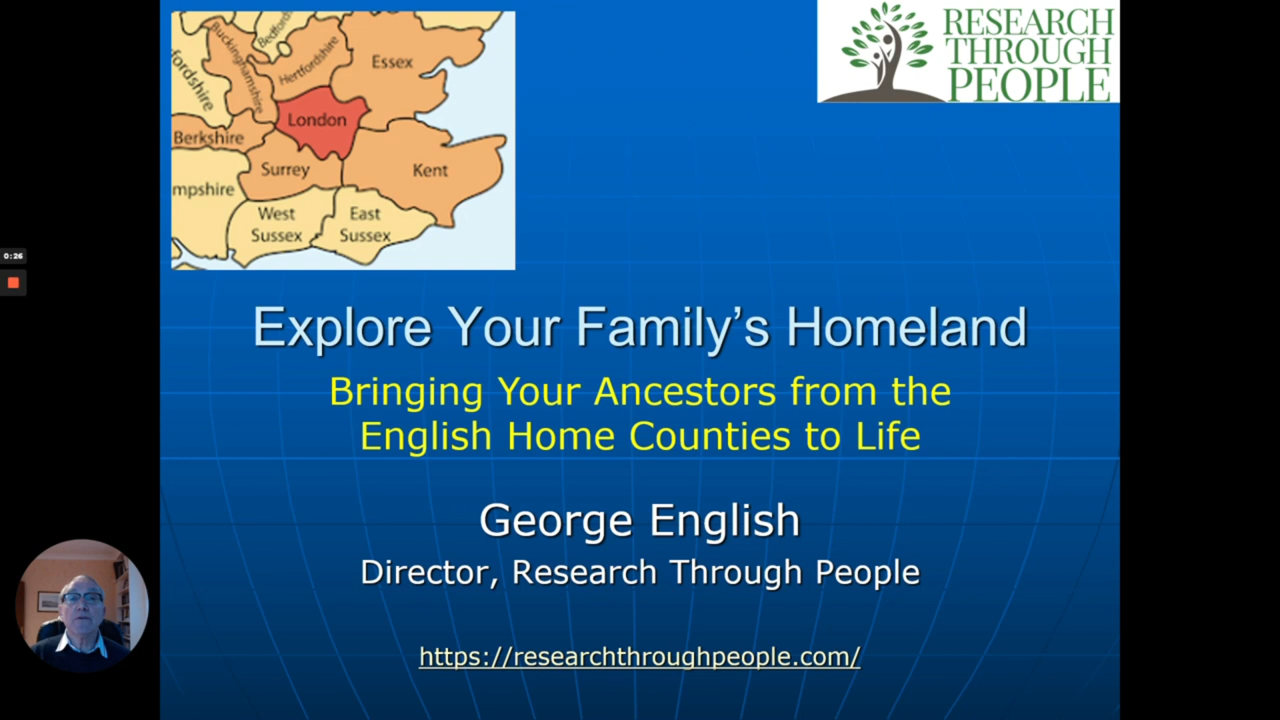 Bedford
Buckinghamshire
Hertfordshire
Essex
fordshire
London
Berkshire
Surrey
Kent
mpshire
West
Sussex
East
Sussex
RESEARCH
THROUGH
PEOPLE
0:26
Explore Your Family's Homeland
Bringing Your Ancestors from the
English Home Counties to Life
George English
Director, Research Through People
https://researchthroughpeople.com/